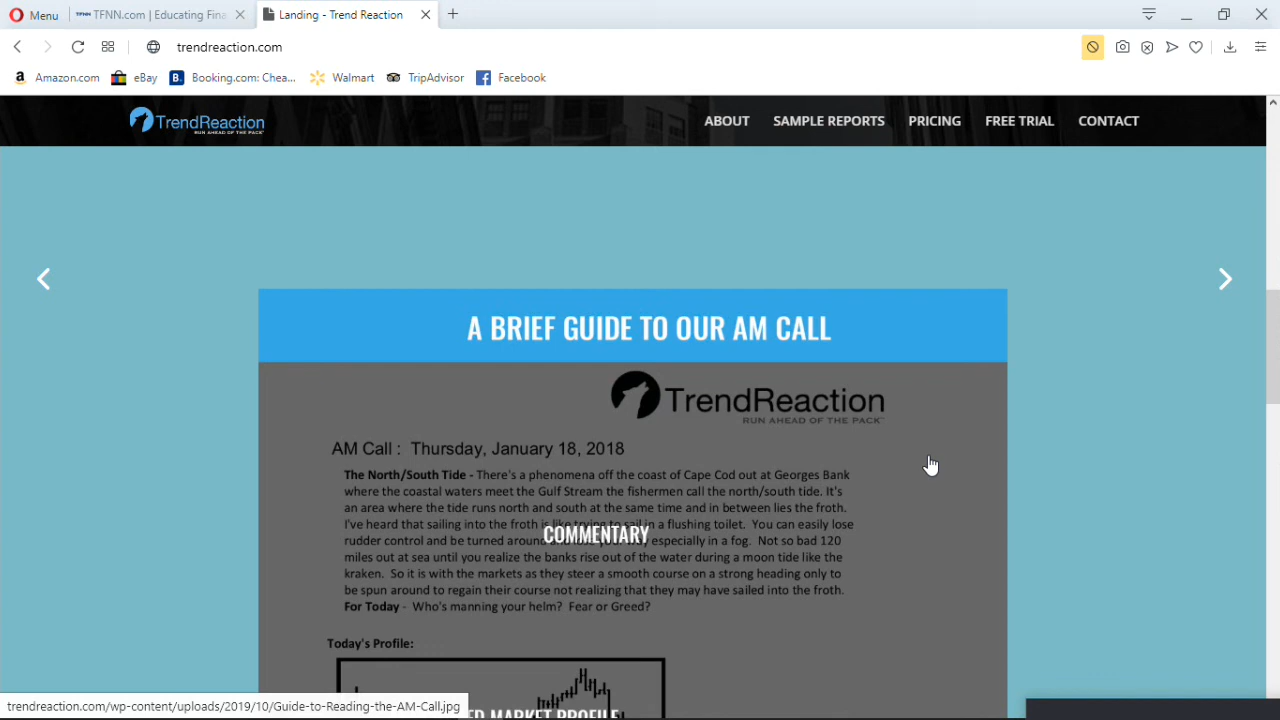 Menu
TFNN.com | Educating Fina
Landing - Trend Reaction
trendreaction.com
Amazon.com
eBay
Booking.com: Chea...
Walmart
TripAdvisor
Facebook
TrendReaction
RUN AHEAD OF THE PACK™
ABOUT
SAMPLE REPORTS
PRICING
FREE TRIAL
CONTACT
A BRIEF GUIDE TO OUR AM CALL
TrendReaction
RUN AHEAD OF THE PACK™
AM Call : Thursday, January 18, 2018
The North/South Tide - There's a phenomena off the coast of Cape Cod out at Georges Bank
where the coastal waters meet the Gulf Stream the fishermen call the north/south tide. It's
an area where the tide runs north and south at the same time and in between lies the froth.
I've heard that sailing into the froth is like trying to sail in a flushing toilet. You can easily lose
rudder control and be turned around and lose your way especially in a fog. Not so bad 120
COMMENTARY
miles out at sea until you realize the banks rise out of the water during a moon tide like the
kraken. So it is with the markets as they steer a smooth course on a strong heading only to
be spun around to regain their course not realizing that they may have sailed into the froth.
For Today - Who's manning your helm? Fear or Greed?
Today's Profile:
MARKET PROFILE
trendreaction.com/wp-content/uploads/2019/10/Guide-to-Reading-the-AM-Call.jpg